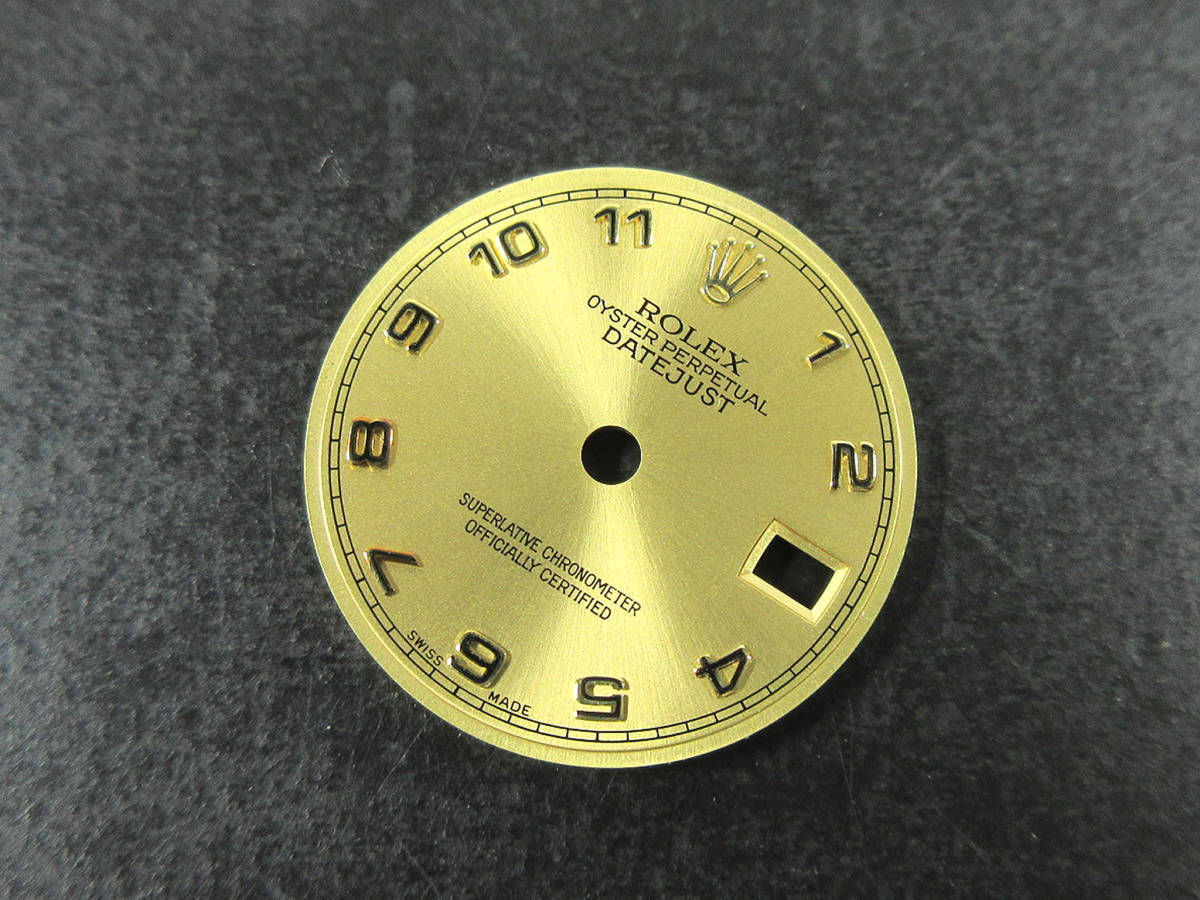 11
10
1
9
ROLEX
OYSTER PERPETUAL
DATEJUST
2
8
SUPERLATIVE CHRONOMETER
OFFICIALLY CERTIFIED
7
4
6
5
SWISS MADE